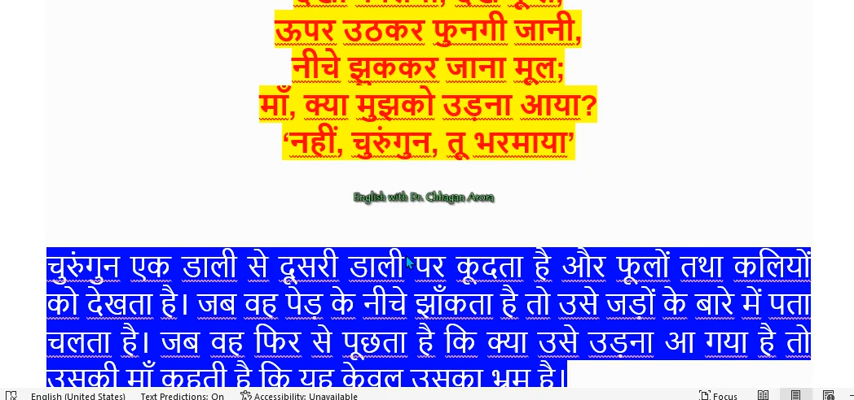 ऊपर उठकर फुनगी जानी,
नीचे झुककर जाना मूल;
माँ, क्या मुझको उड़ना आया?
‘नहीं, चुरुंगुन, तू भरमाया’
English with Dr. Chhagan Arora
चुरुंगुन एक डाली से दूसरी डाली पर कूदता है और फूलों तथा कलियों
को देखता है। जब वह पेड़ के नीचे झाँकता है तो उसे जड़ों के बारे में पता
चलता है। जब वह फिर से पूछता है कि क्या उसे उड़ना आ गया है तो
उसकी माँ कहती है कि यह केवल उसका भ्रम है।
English (United States) Text Predictions: On Accessibility: Unavailable Focus